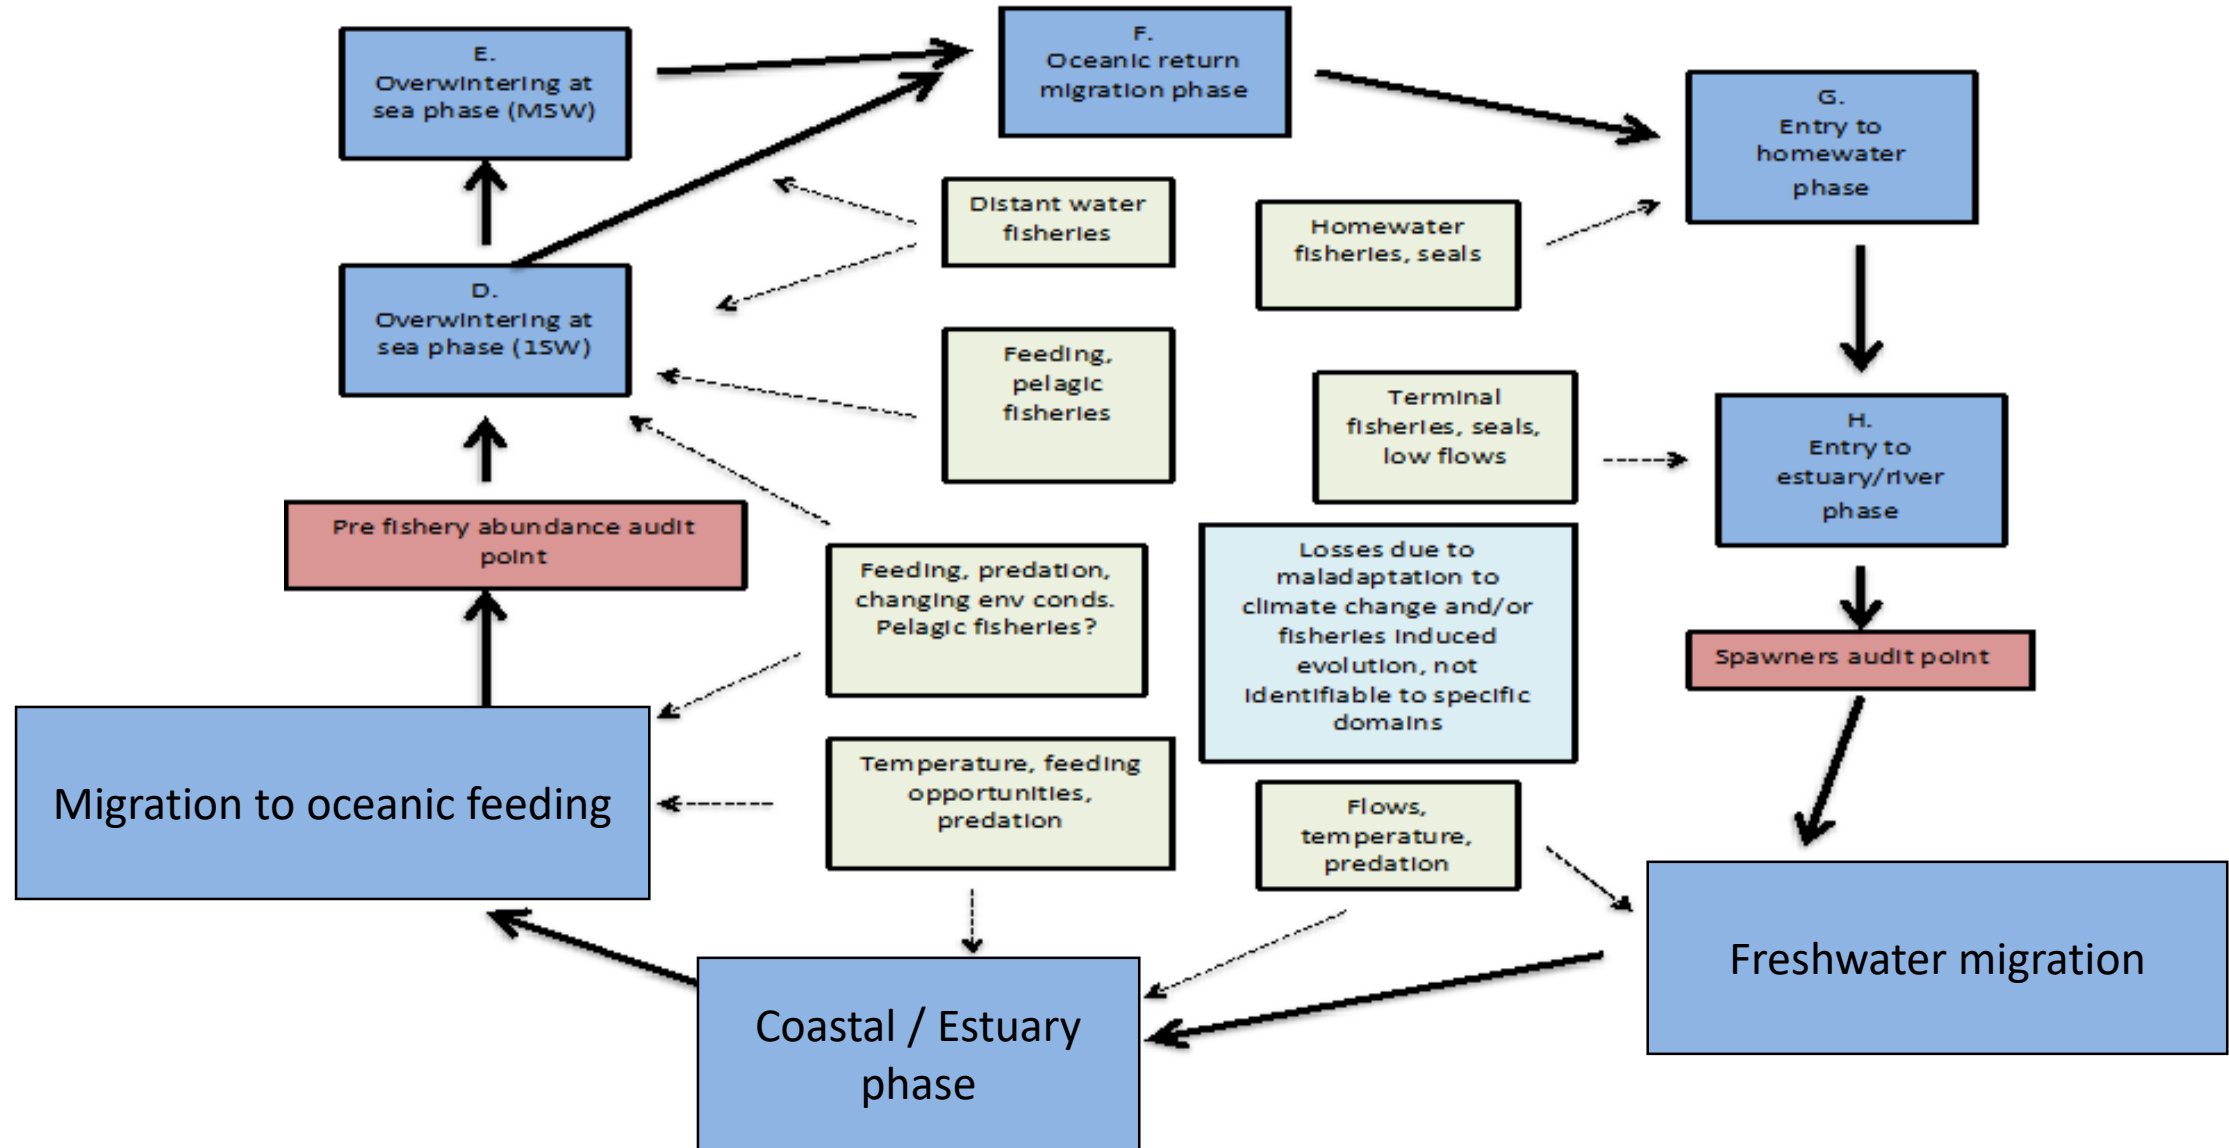 E.
Overwintering at
sea phase (MSW)
F.
Oceanic return
migration phase
G.
Entry to
homewater
phase
Distant water
fisheries
Homewater
fisheries, seals
D.
Overwintering at
sea phase (1SW)
Feeding,
pelagic
fisheries
Terminal
fisheries, seals,
low flows
H.
Entry to
estuary/river
phase
Pre fishery abundance audit
point
Feeding, predation,
changing env conds.
Pelagic fisheries?
Losses due to
maladaptation to
climate change and/or
fisheries induced
evolution, not
identifiable to specific
domains
Spawners audit point
Migration to oceanic feeding
Temperature, feeding
opportunities,
predation
Flows,
temperature,
predation
Freshwater migration
Coastal / Estuary
phase